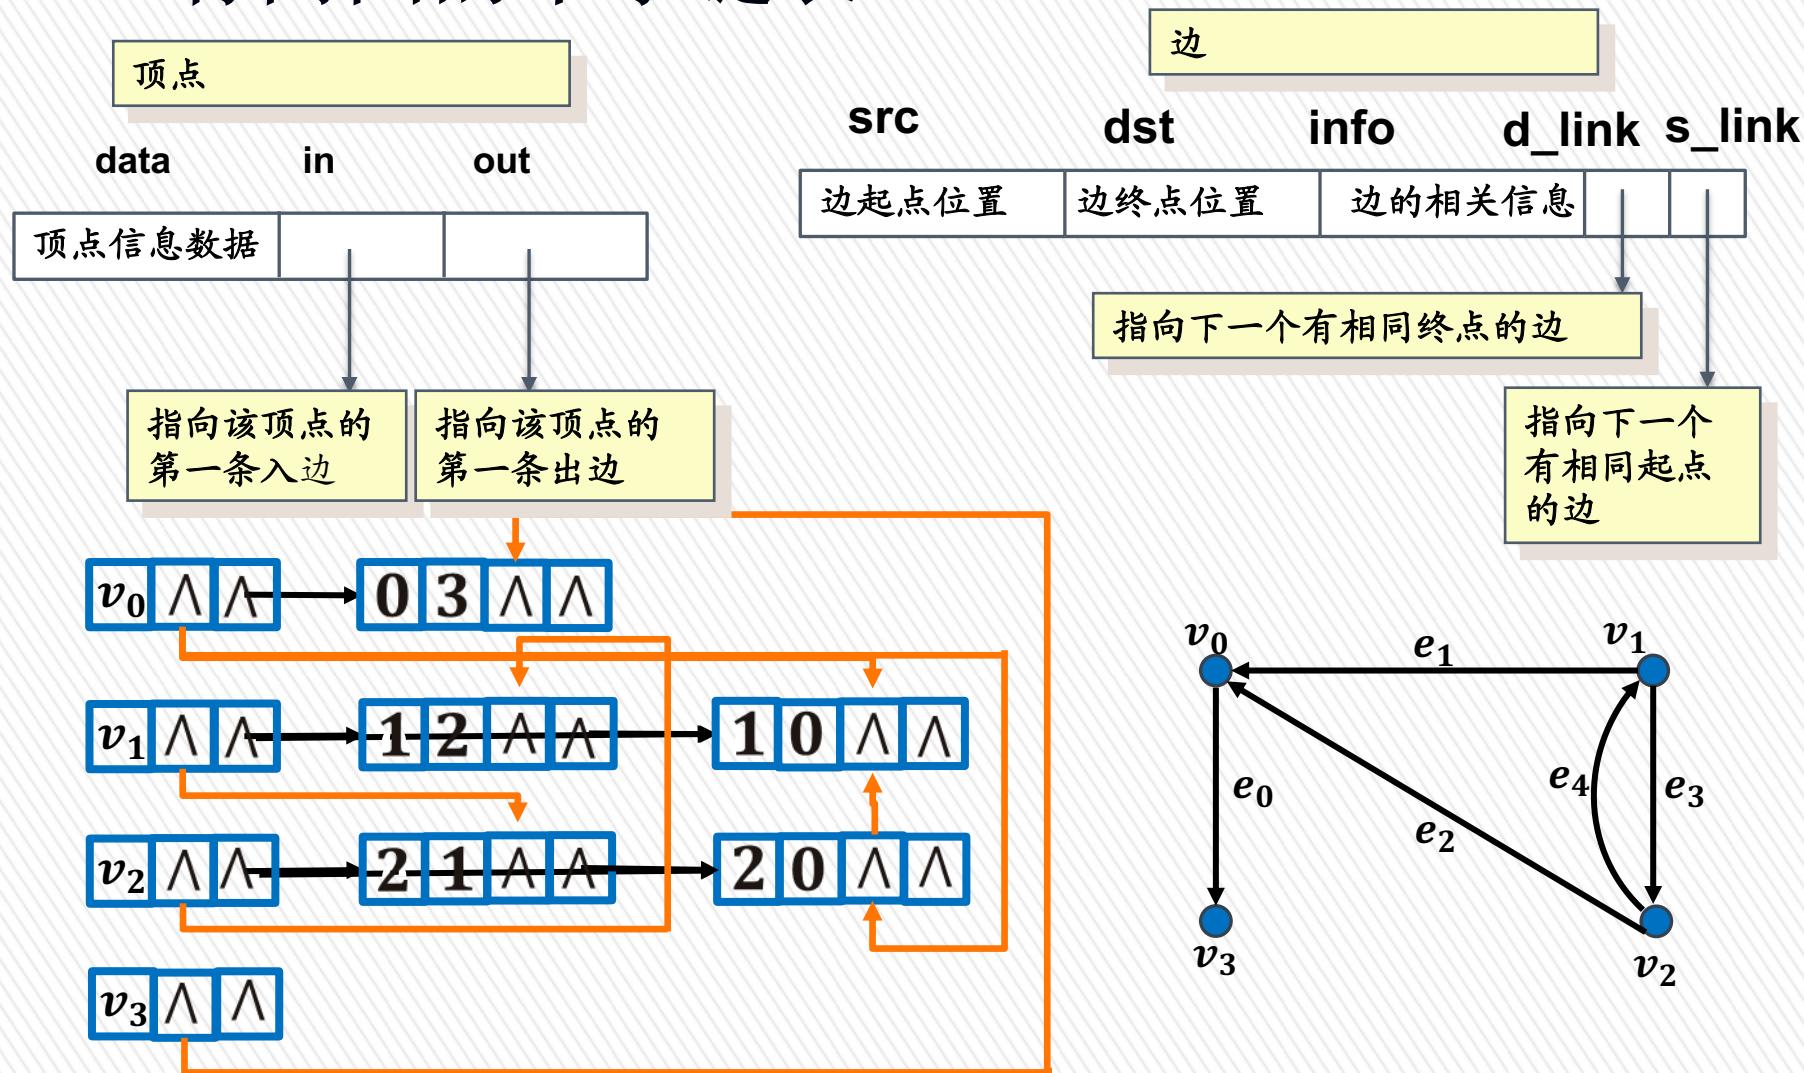 顶点
data in out
顶点信息数据
指向该顶点的
第一条入边
指向该顶点的
第一条出边
边
src dst info d_link s_link
边起点位置 边终点位置 边的相关信息
指向下一个有相同终点的边
指向下一个
有相同起点
的边
v0 ∧ ∧ 0 3 ∧ ∧
v1 ∧ ∧ 1 2 ∧ ∧ 1 0 ∧ ∧
v2 ∧ ∧ 2 1 ∧ ∧ 2 0 ∧ ∧
v3 ∧ ∧
v0 e1 v1
e0 e2 e4 e3
v3 v2